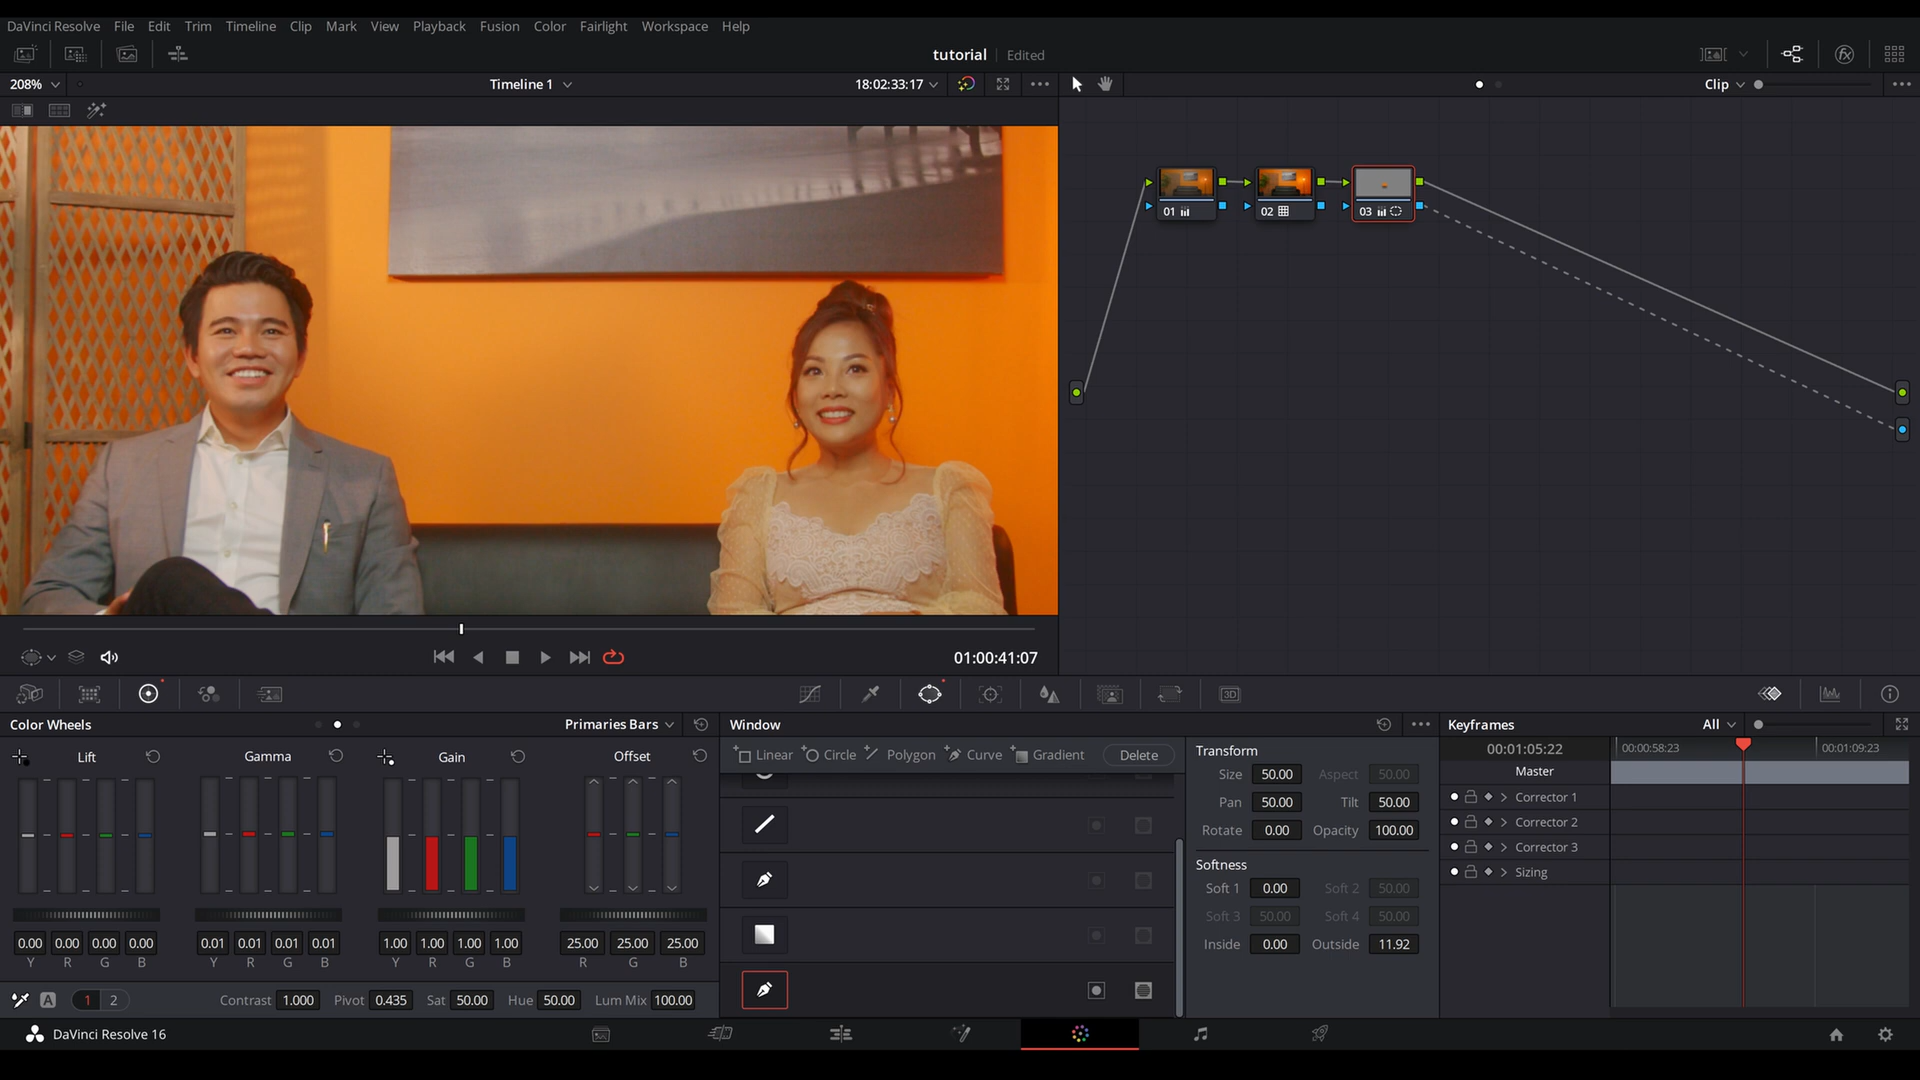 DaVinci Resolve File Edit Trim Timeline Clip Mark View Playback Fusion Color Fairlight Workspace Help
tutorial Edited
208% Timeline 1 18:02:33:17 Clip
01 02 03
01:00:41:07
Color Wheels Primaries Bars Window Keyframes All
Lift Gamma Gain Offset
Linear Circle Polygon Curve Gradient Delete
Transform
Size 50.00 Aspect 50.00
Pan 50.00 Tilt 50.00
Rotate 0.00 Opacity 100.00
Softness
Soft 1 0.00 Soft 2 50.00
Soft 3 50.00 Soft 4 50.00
Inside 0.00 Outside 11.92
00:01:05:22 00:00:58:23 00:01:09:23
Master
Corrector 1
Corrector 2
Corrector 3
Sizing
0.00 0.00 0.00 0.00 0.01 0.01 0.01 0.01 1.00 1.00 1.00 1.00 25.00 25.00 25.00
Y R G B Y R G B Y R G B R G B
A 1 2 Contrast 1.000 Pivot 0.435 Sat 50.00 Hue 50.00 Lum Mix 100.00
3D
DaVinci Resolve 16